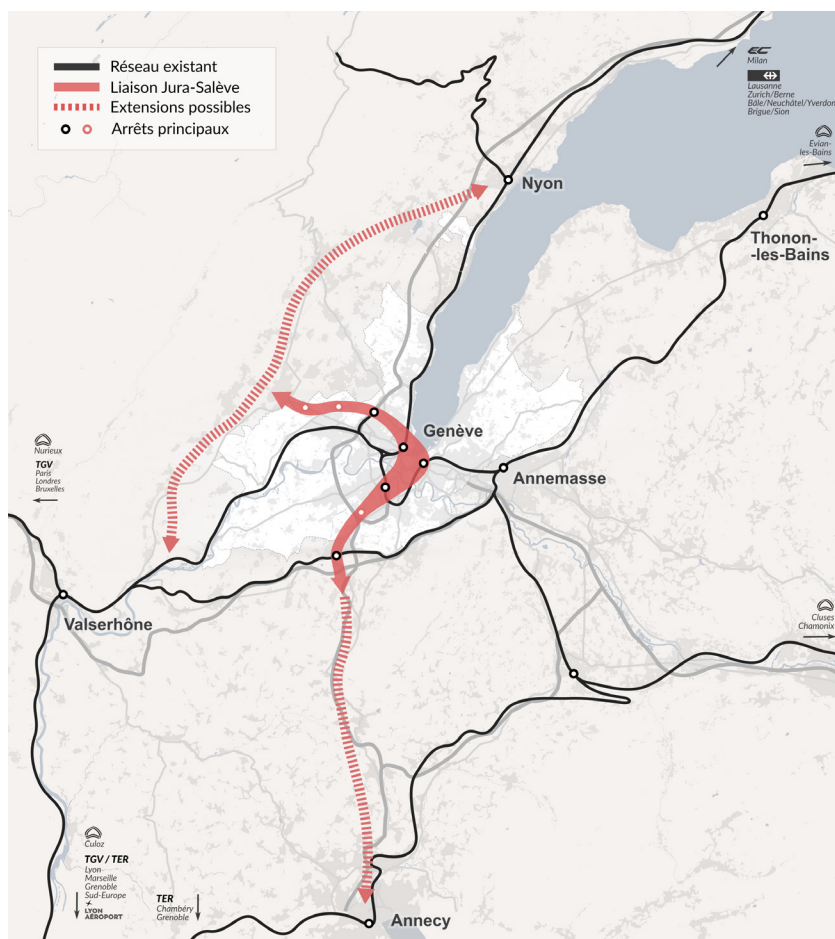 Réseau existant
Liaison Jura-Salève
Extensions possibles
Arrêts principaux
EC
Milan
Lausanne
Zurich/Berne
Bâle/Neuchâtel/Yverdon
Brigue/Sion
Evian-
les-Bains
Nyon
Thonon-
-les-Bains
Genève
Annemasse
Nurieux
TGV
Paris
Londres
Bruxelles
Valserhône
Cluses
Chamonix
Culoz
TGV / TER
Lyon
Marseille
Grenoble
Sud-Europe
LYON
AÉROPORT
TER
Chambéry
Grenoble
Annecy